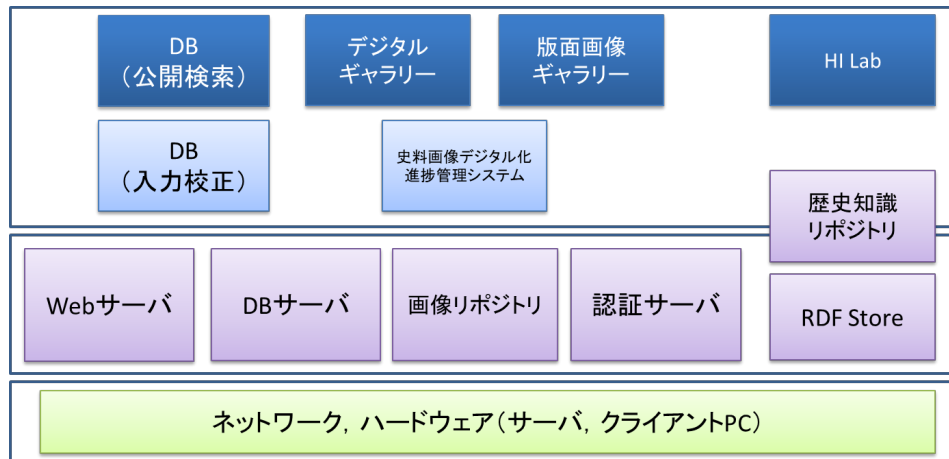 DB
（公開検索）
デジタル
ギャラリー
版面画像
ギャラリー
HI Lab
DB
（入力校正）
史料画像デジタル化
進捗管理システム
歴史知識
リポジトリ
Webサーバ
DBサーバ
画像リポジトリ
認証サーバ
RDF Store
ネットワーク，ハードウェア（サーバ，クライアントPC）